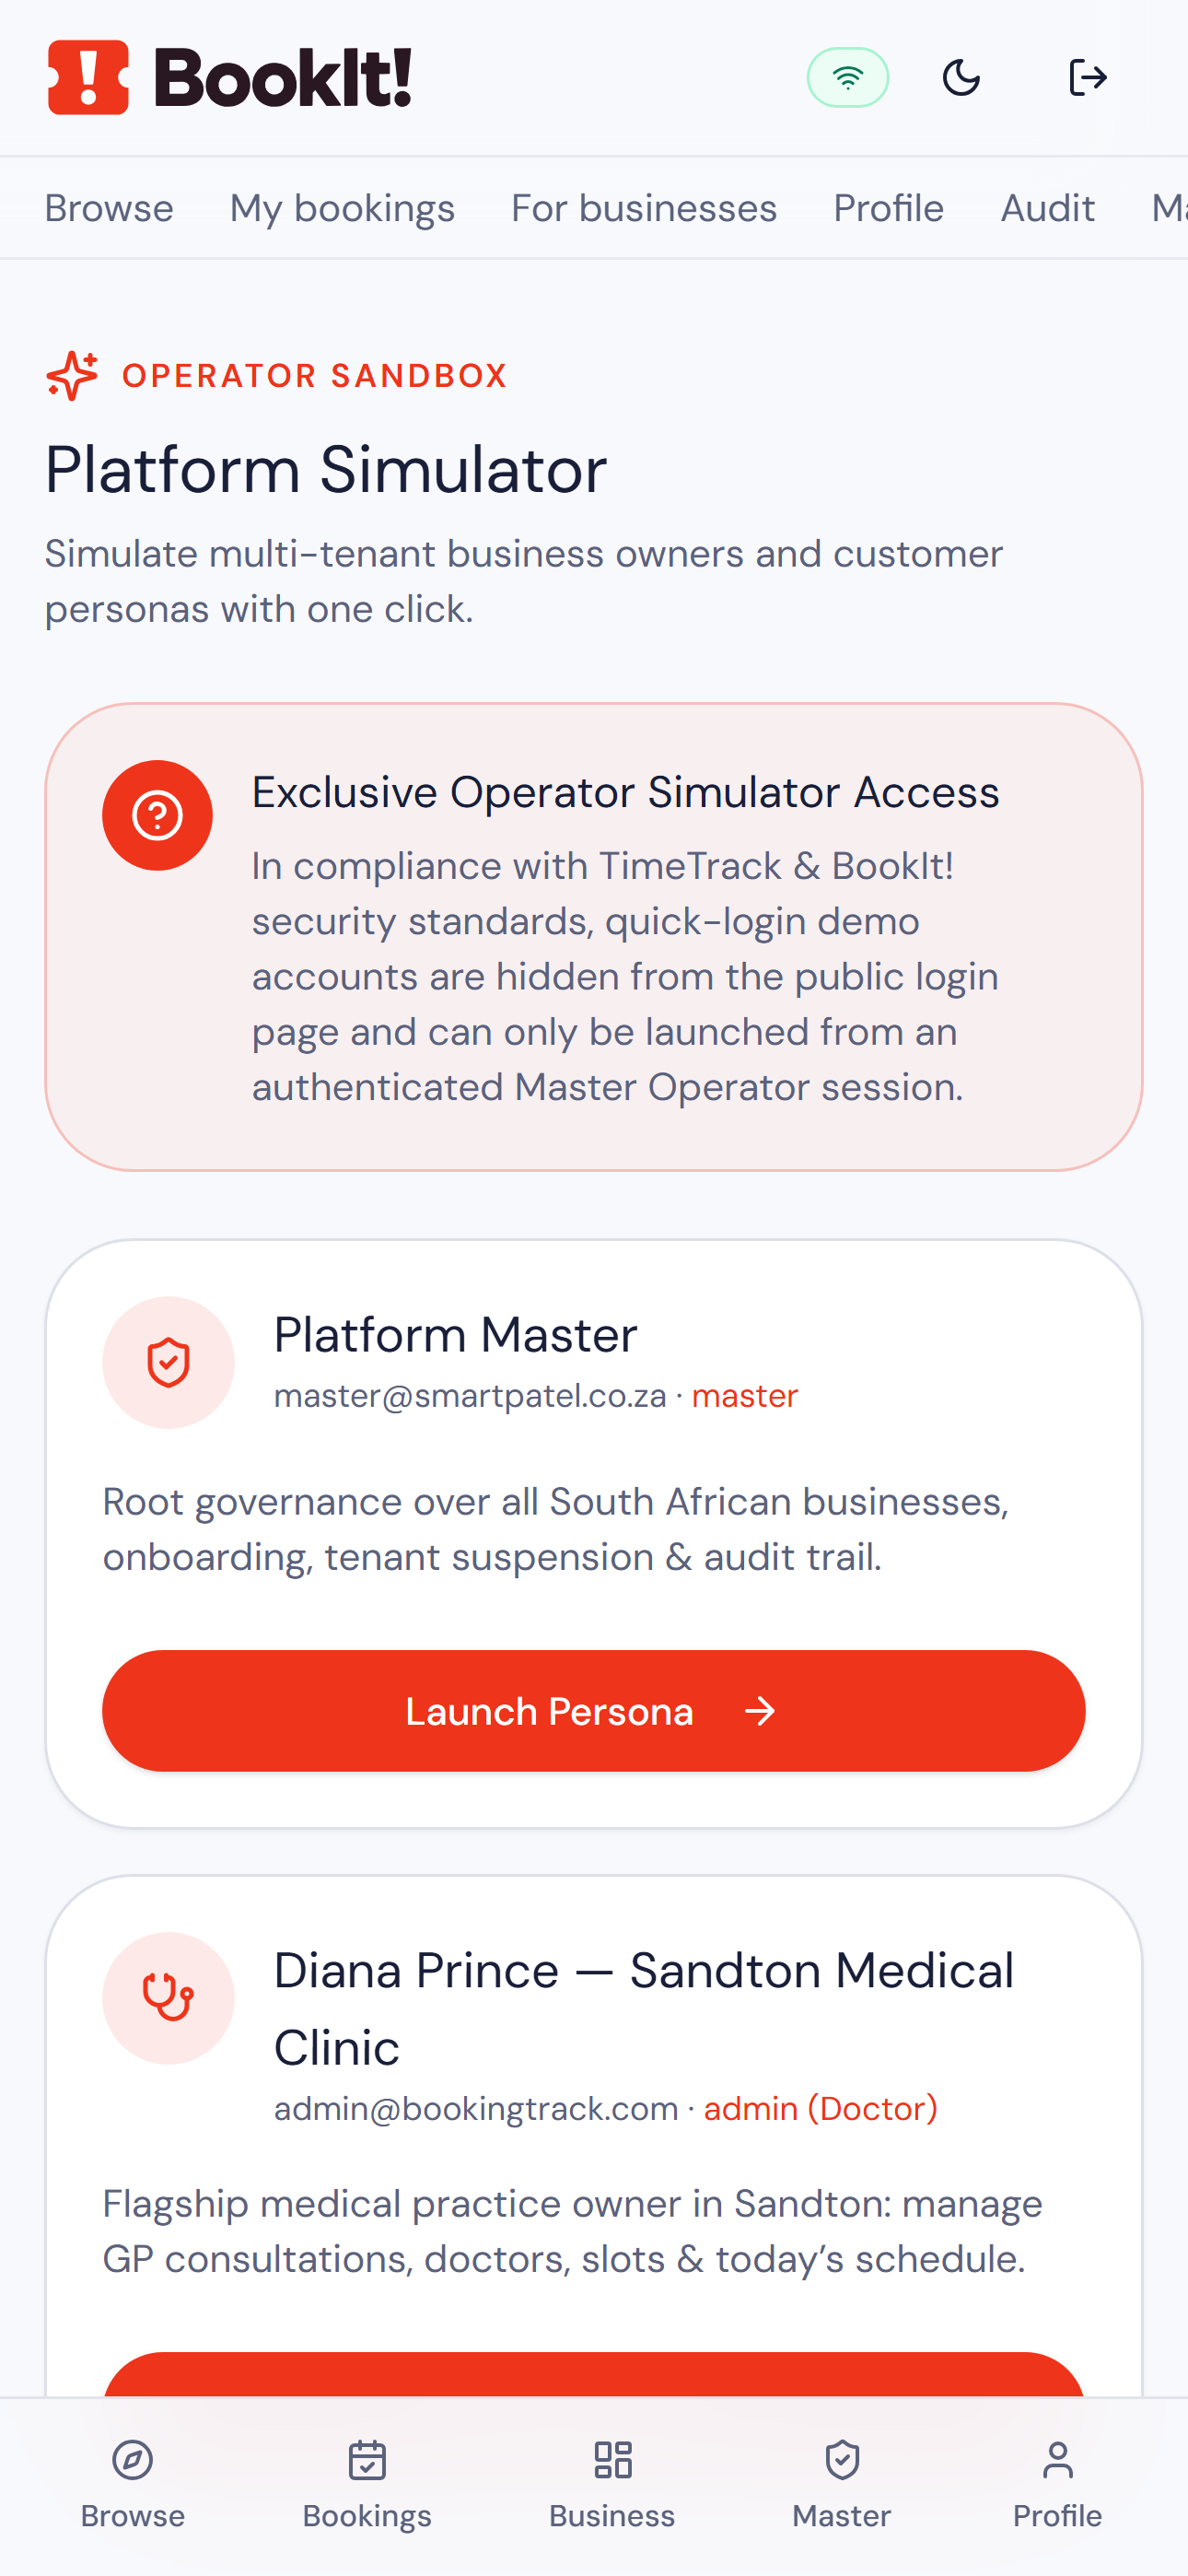 BookIt!
Browse My bookings For businesses Profile Audit Ma
OPERATOR SANDBOX
Platform Simulator
Simulate multi-tenant business owners and customer
personas with one click.
Exclusive Operator Simulator Access
In compliance with TimeTrack & BookIt!
security standards, quick-login demo
accounts are hidden from the public login
page and can only be launched from an
authenticated Master Operator session.
Platform Master
master@smartpatel.co.za · master
Root governance over all South African businesses,
onboarding, tenant suspension & audit trail.
Launch Persona
Diana Prince — Sandton Medical
Clinic
admin@bookingtrack.com · admin (Doctor)
Flagship medical practice owner in Sandton: manage
GP consultations, doctors, slots & today’s schedule.
Browse Bookings Business Master Profile